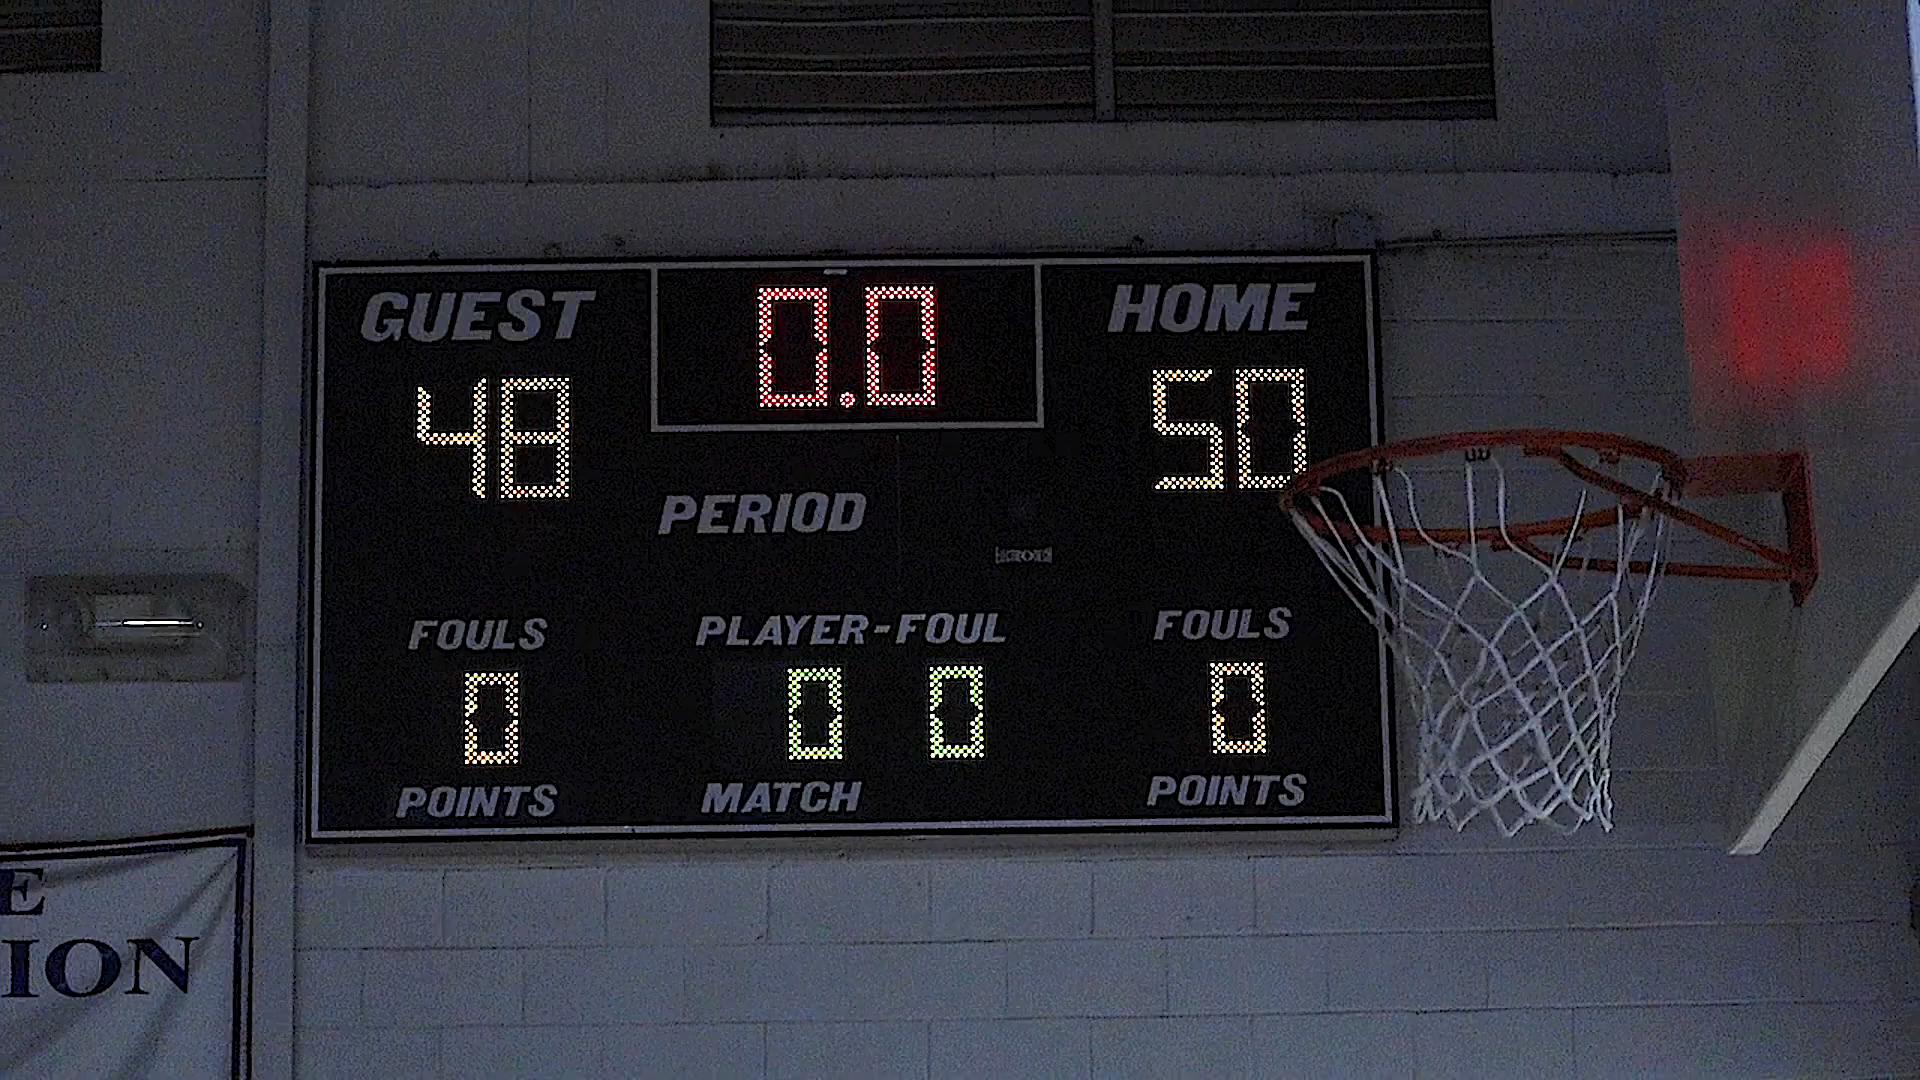 GUEST 0.0 HOME
48 50
PERIOD
FOULS PLAYER-FOUL FOULS
0 0 0 0
POINTS MATCH POINTS
E
ION